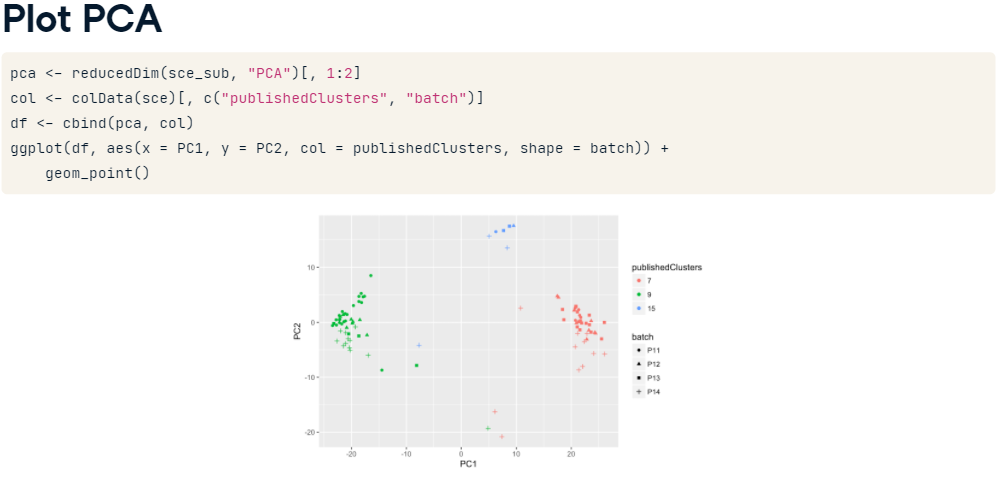 Plot PCA
pca <- reducedDim(sce_sub, "PCA")[, 1:2]
col <- colData(sce)[, c("publishedClusters", "batch")]
df <- cbind(pca, col)
ggplot(df, aes(x = PC1, y = PC2, col = publishedClusters, shape = batch)) +
geom_point()
10
0
-10
-20
PC2
-20
-10
0
10
20
PC1
publishedClusters
7
9
15
batch
P11
P12
P13
P14